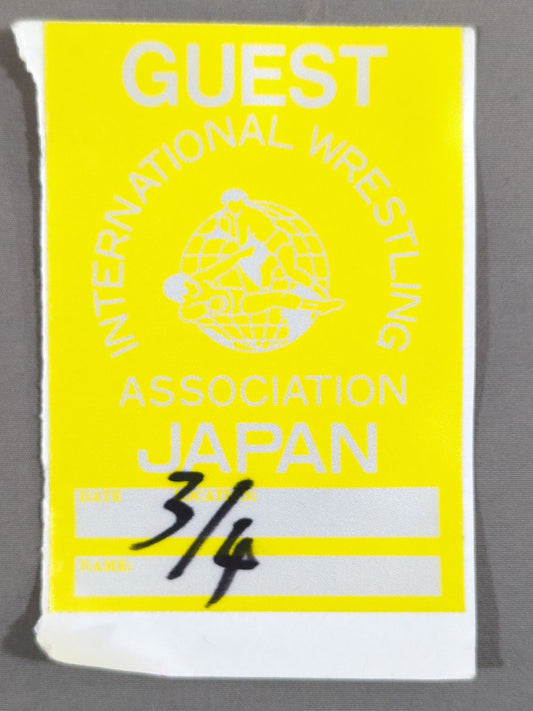 GUEST
INTERNATIONAL WRESTLING
ASSOCIATION
JAPAN
DATE
3/4
NAME: